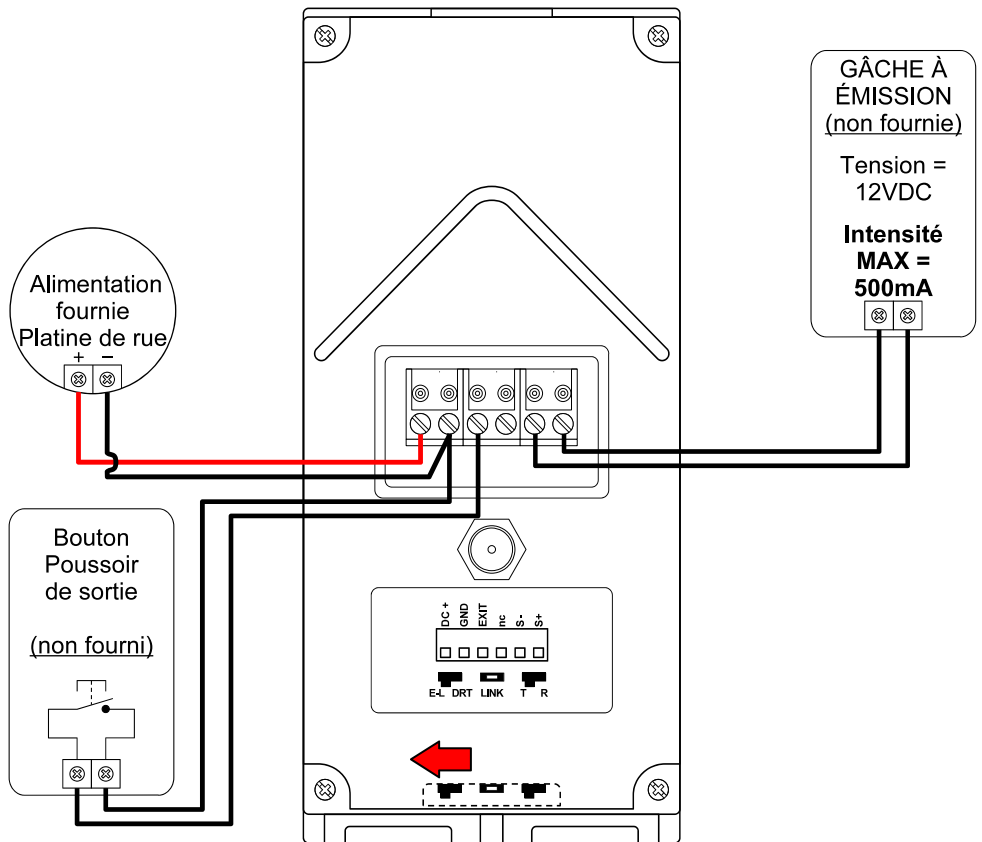 GÂCHE À
ÉMISSION
(non fournie)
Tension =
12VDC
Intensité
MAX =
500mA
Alimentation
fournie
Platine de rue
+ −
Bouton
Poussoir
de sortie
(non fourni)
DC +
GND
EXIT
nc
S-
S+
E-L DRT LINK T R